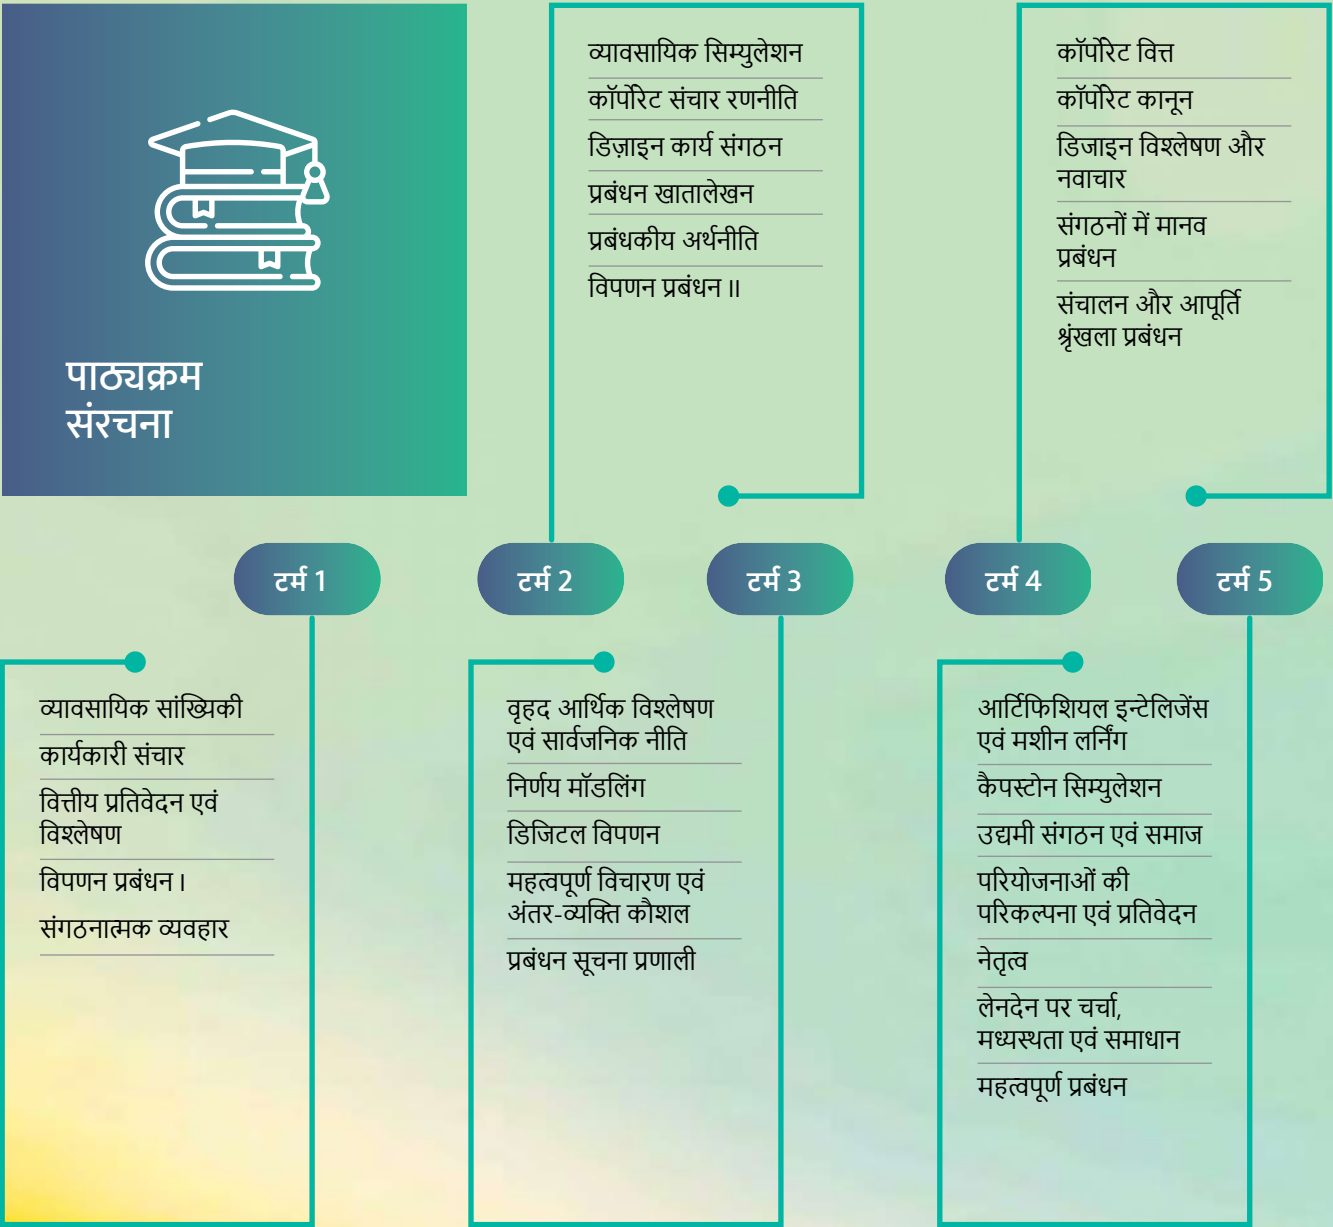 पाठ्यक्रम
संरचना
व्यावसायिक सिम्युलेशन
कॉर्पोरेट संचार रणनीति
डिज़ाइन कार्य संगठन
प्रबंधन खातालेखन
प्रबंधकीय अर्थनीति
विपणन प्रबंधन II
कॉर्पोरेट वित्त
कॉर्पोरेट कानून
डिजाइन विश्लेषण और
नवाचार
संगठनों में मानव
प्रबंधन
संचालन और आपूर्ति
श्रृंखला प्रबंधन
टर्म 1
टर्म 2
टर्म 3
टर्म 4
टर्म 5
व्यावसायिक सांख्यिकी
कार्यकारी संचार
वित्तीय प्रतिवेदन एवं
विश्लेषण
विपणन प्रबंधन I
संगठनात्मक व्यवहार
वृहद आर्थिक विश्लेषण
एवं सार्वजनिक नीति
निर्णय मॉडलिंग
डिजिटल विपणन
महत्वपूर्ण विचारण एवं
अंतर-व्यक्ति कौशल
प्रबंधन सूचना प्रणाली
आर्टिफिशियल इन्टेलिजेंस
एवं मशीन लर्निंग
कैपस्टोन सिम्युलेशन
उद्यमी संगठन एवं समाज
परियोजनाओं की
परिकल्पना एवं प्रतिवेदन
नेतृत्व
लेनदेन पर चर्चा,
मध्यस्थता एवं समाधान
महत्वपूर्ण प्रबंधन